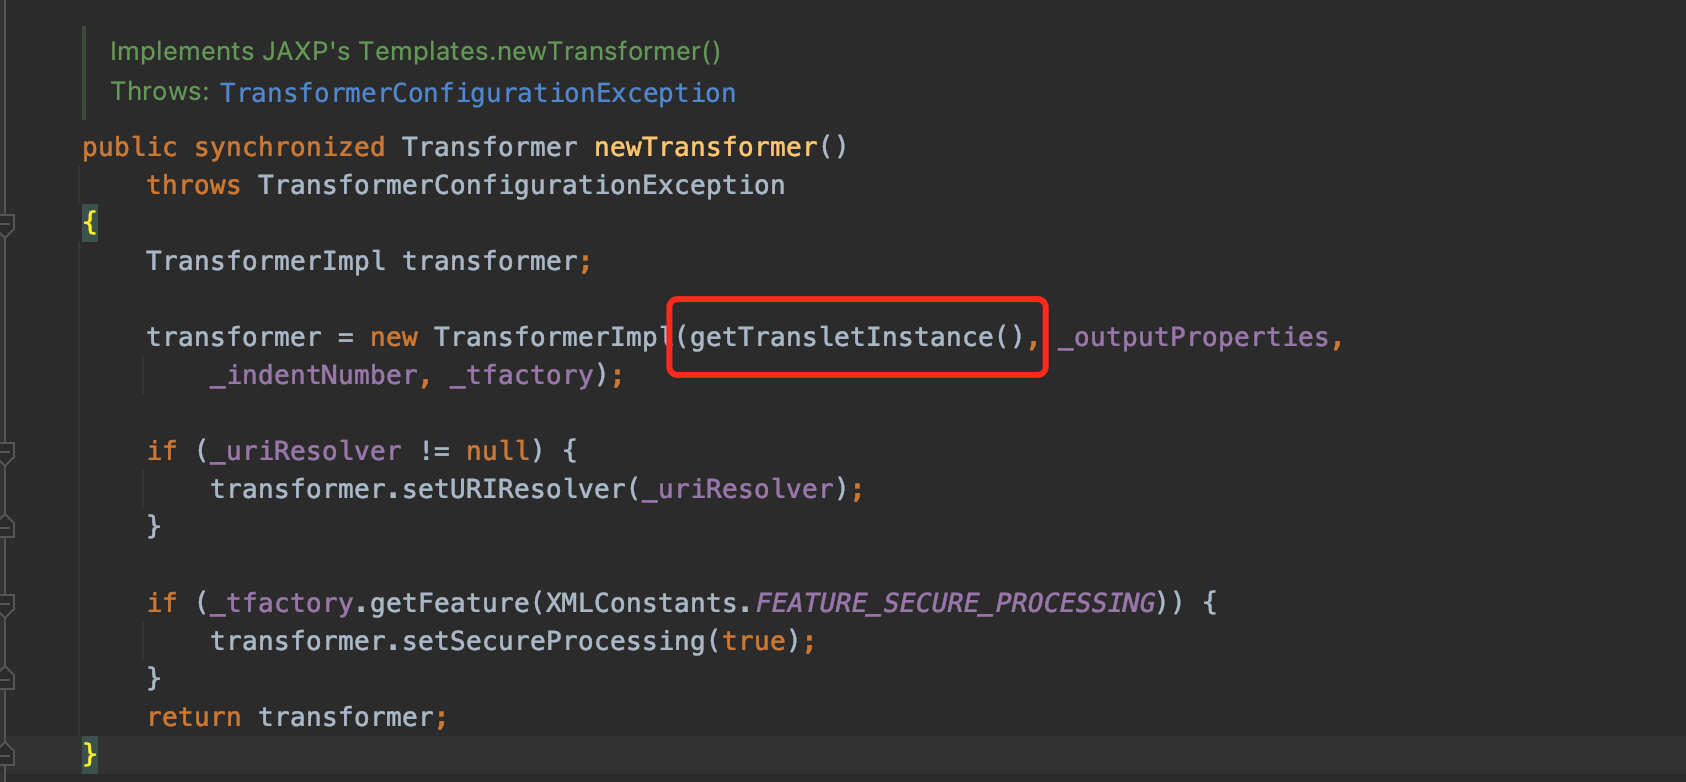 Implements JAXP's Templates.newTransformer()
Throws: TransformerConfigurationException
public synchronized Transformer newTransformer()
    throws TransformerConfigurationException
{
    TransformerImpl transformer;

    transformer = new TransformerImpl(getTransletInstance(), _outputProperties,
        _indentNumber, _tfactory);

    if (_uriResolver != null) {
        transformer.setURIResolver(_uriResolver);
    }

    if (_tfactory.getFeature(XMLConstants.FEATURE_SECURE_PROCESSING)) {
        transformer.setSecureProcessing(true);
    }
    return transformer;
}